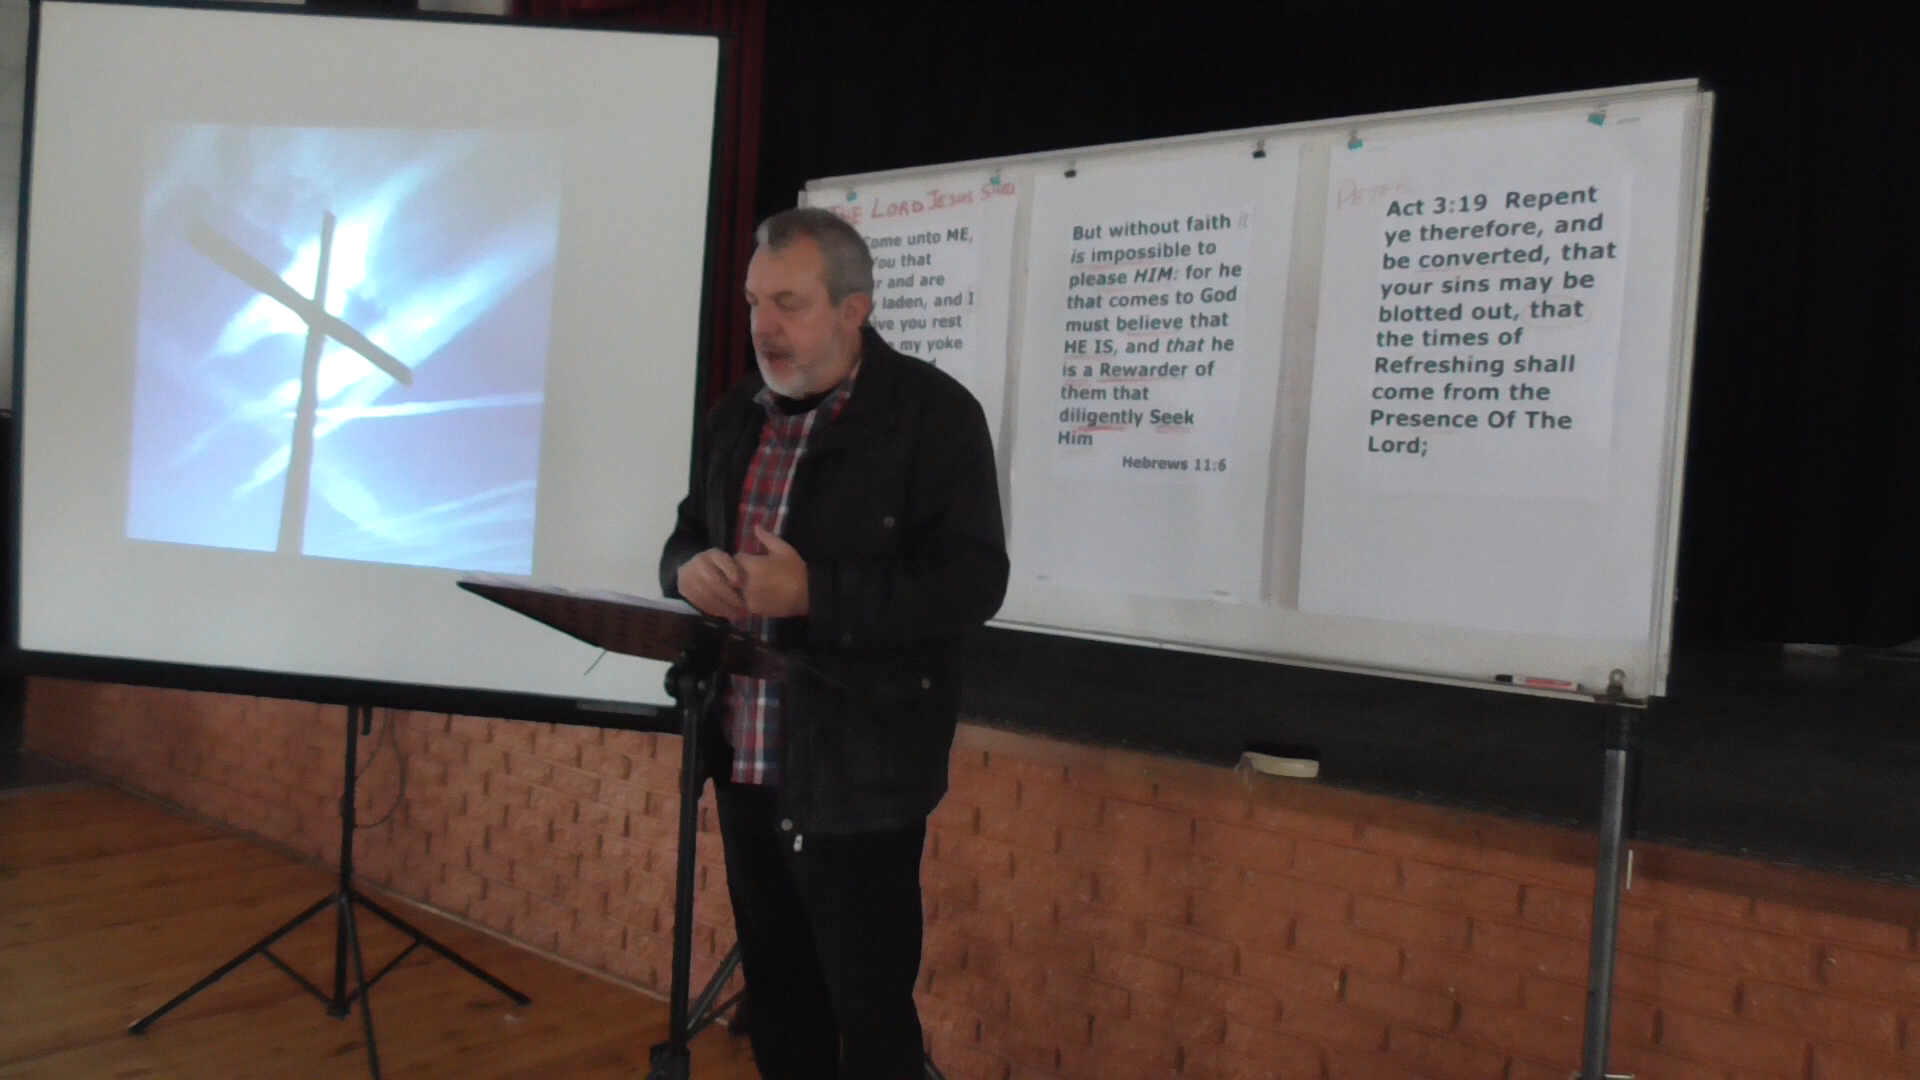 THE LORD JESUS SAID
Come unto ME,
You that
and are
laden, and I
give you rest
my yoke
But without faith it
is impossible to
please HIM: for he
that comes to God
must believe that
HE IS, and that he
is a Rewarder of
them that
diligently Seek
Him
Hebrews 11:6
PETER
Act 3:19 Repent
ye therefore, and
be converted, that
your sins may be
blotted out, that
the times of
Refreshing shall
come from the
Presence Of The
Lord;